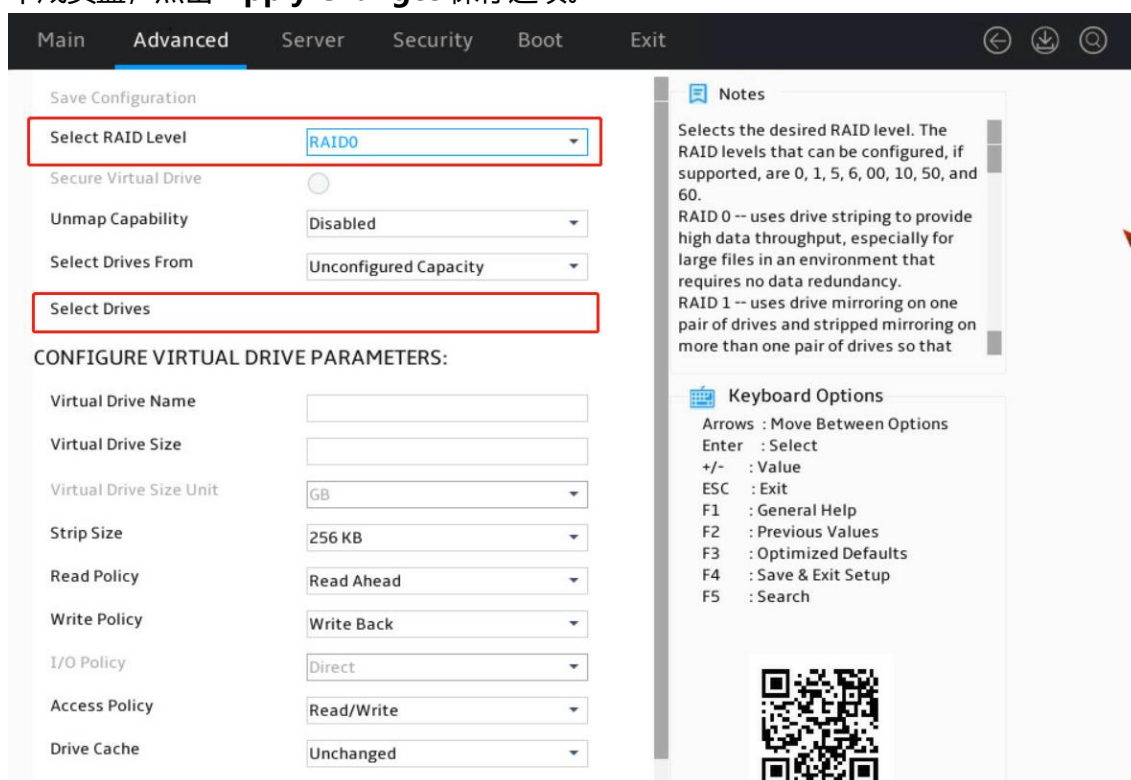 Apply Changes
Main Advanced Server Security Boot Exit
Save Configuration
Select RAID Level RAID0
Secure Virtual Drive
Unmap Capability Disabled
Select Drives From Unconfigured Capacity
Select Drives
CONFIGURE VIRTUAL DRIVE PARAMETERS:
Virtual Drive Name
Virtual Drive Size
Virtual Drive Size Unit GB
Strip Size 256 KB
Read Policy Read Ahead
Write Policy Write Back
I/O Policy Direct
Access Policy Read/Write
Drive Cache Unchanged
Notes
Selects the desired RAID level. The
RAID levels that can be configured, if
supported, are 0, 1, 5, 6, 00, 10, 50, and
60.
RAID 0 -- uses drive striping to provide
high data throughput, especially for
large files in an environment that
requires no data redundancy.
RAID 1 -- uses drive mirroring on one
pair of drives and stripped mirroring on
more than one pair of drives so that
Keyboard Options
Arrows : Move Between Options
Enter : Select
+/- : Value
ESC : Exit
F1 : General Help
F2 : Previous Values
F3 : Optimized Defaults
F4 : Save & Exit Setup
F5 : Search